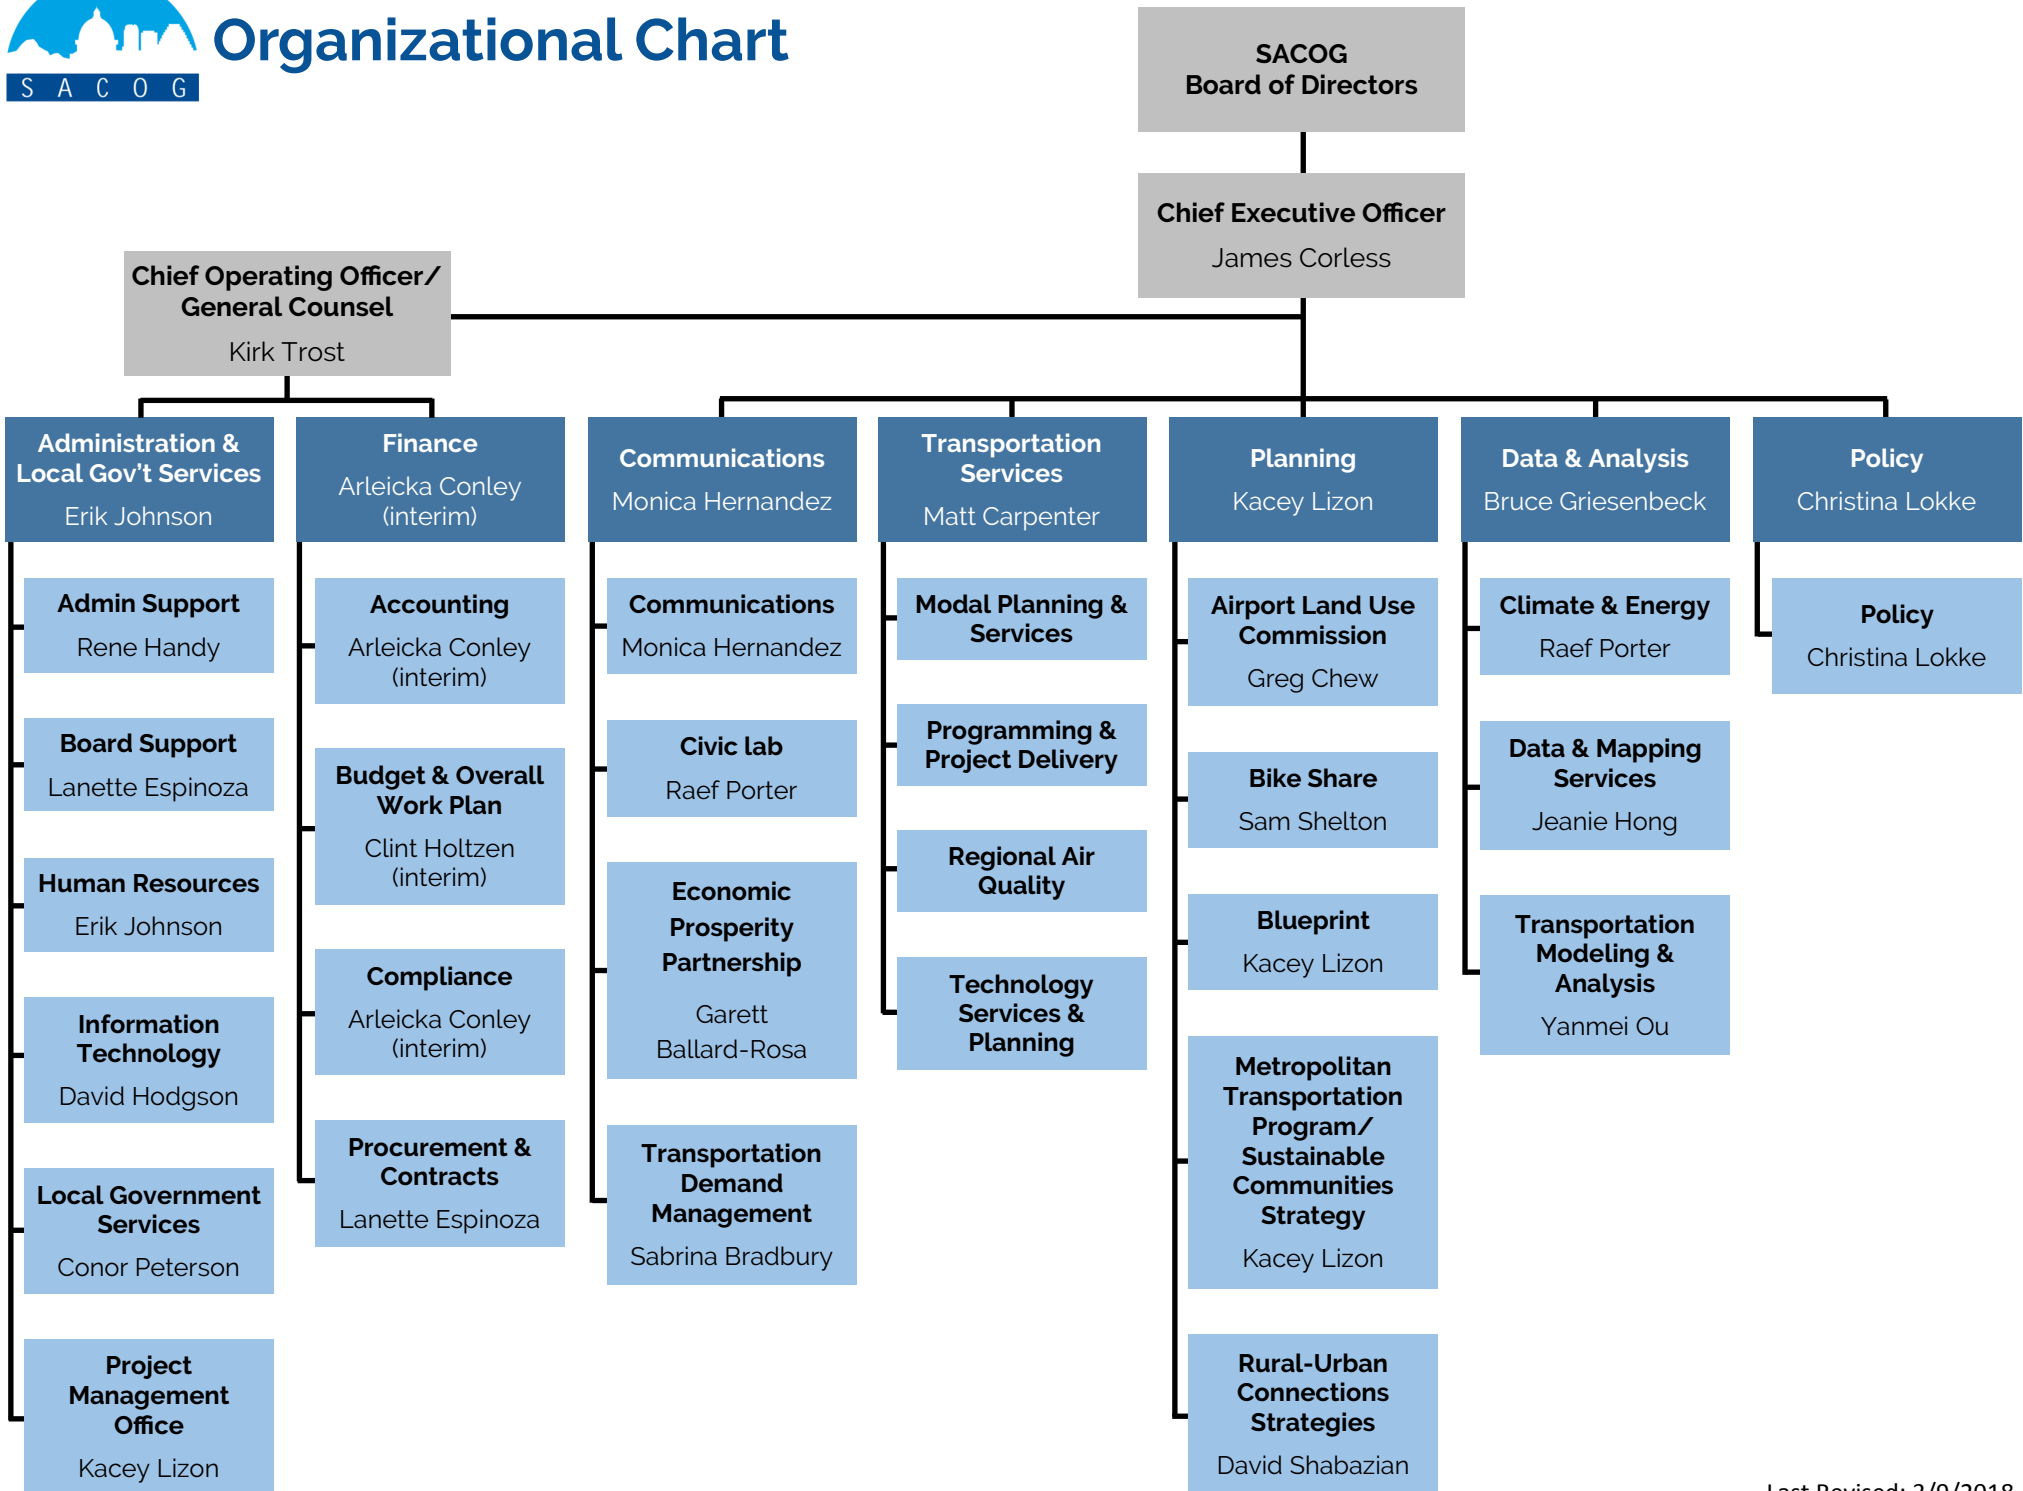 SACOG
Organizational Chart
SACOG
Board of Directors
Chief Executive Officer
James Corless
Chief Operating Officer/
General Counsel
Kirk Trost
Administration &
Local Gov't Services
Erik Johnson
Admin Support
Rene Handy
Board Support
Lanette Espinoza
Human Resources
Erik Johnson
Information
Technology
David Hodgson
Local Government
Services
Conor Peterson
Project
Management
Office
Kacey Lizon
Finance
Arleicka Conley
(interim)
Accounting
Arleicka Conley
(interim)
Budget & Overall
Work Plan
Clint Holtzen
(interim)
Compliance
Arleicka Conley
(interim)
Procurement &
Contracts
Lanette Espinoza
Communications
Monica Hernandez
Communications
Monica Hernandez
Civic lab
Raef Porter
Economic
Prosperity
Partnership
Garett
Ballard-Rosa
Transportation
Demand
Management
Sabrina Bradbury
Transportation
Services
Matt Carpenter
Modal Planning &
Services
Programming &
Project Delivery
Regional Air
Quality
Technology
Services &
Planning
Planning
Kacey Lizon
Airport Land Use
Commission
Greg Chew
Bike Share
Sam Shelton
Blueprint
Kacey Lizon
Metropolitan
Transportation
Program/
Sustainable
Communities
Strategy
Kacey Lizon
Rural-Urban
Connections
Strategies
David Shabazian
Data & Analysis
Bruce Griesenbeck
Climate & Energy
Raef Porter
Data & Mapping
Services
Jeanie Hong
Transportation
Modeling &
Analysis
Yanmei Ou
Policy
Christina Lokke
Policy
Christina Lokke
Last Revised: 3/9/2018